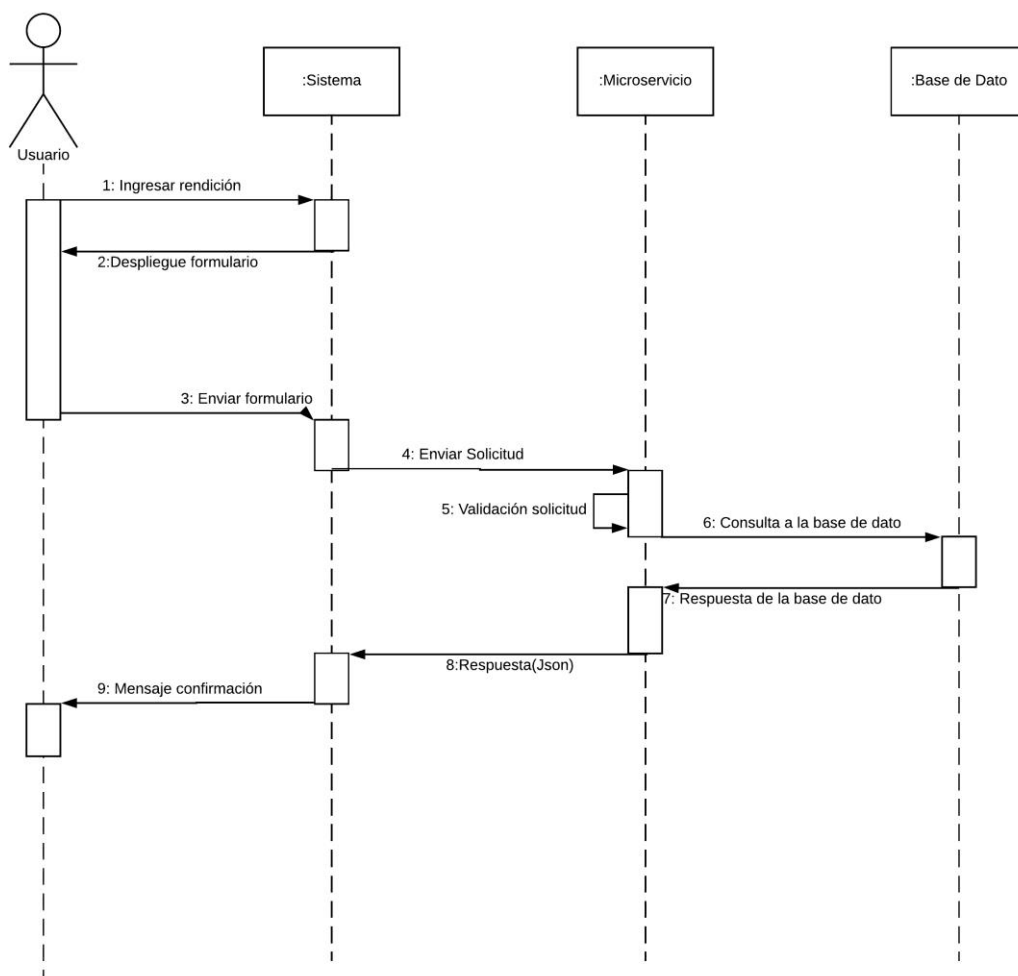 :Sistema
:Microservicio
:Base de Dato
Usuario
1: Ingresar rendición
2:Despliegue formulario
3: Enviar formulario
4: Enviar Solicitud
5: Validación solicitud
6: Consulta a la base de dato
7: Respuesta de la base de dato
8:Respuesta(Json)
9: Mensaje confirmación